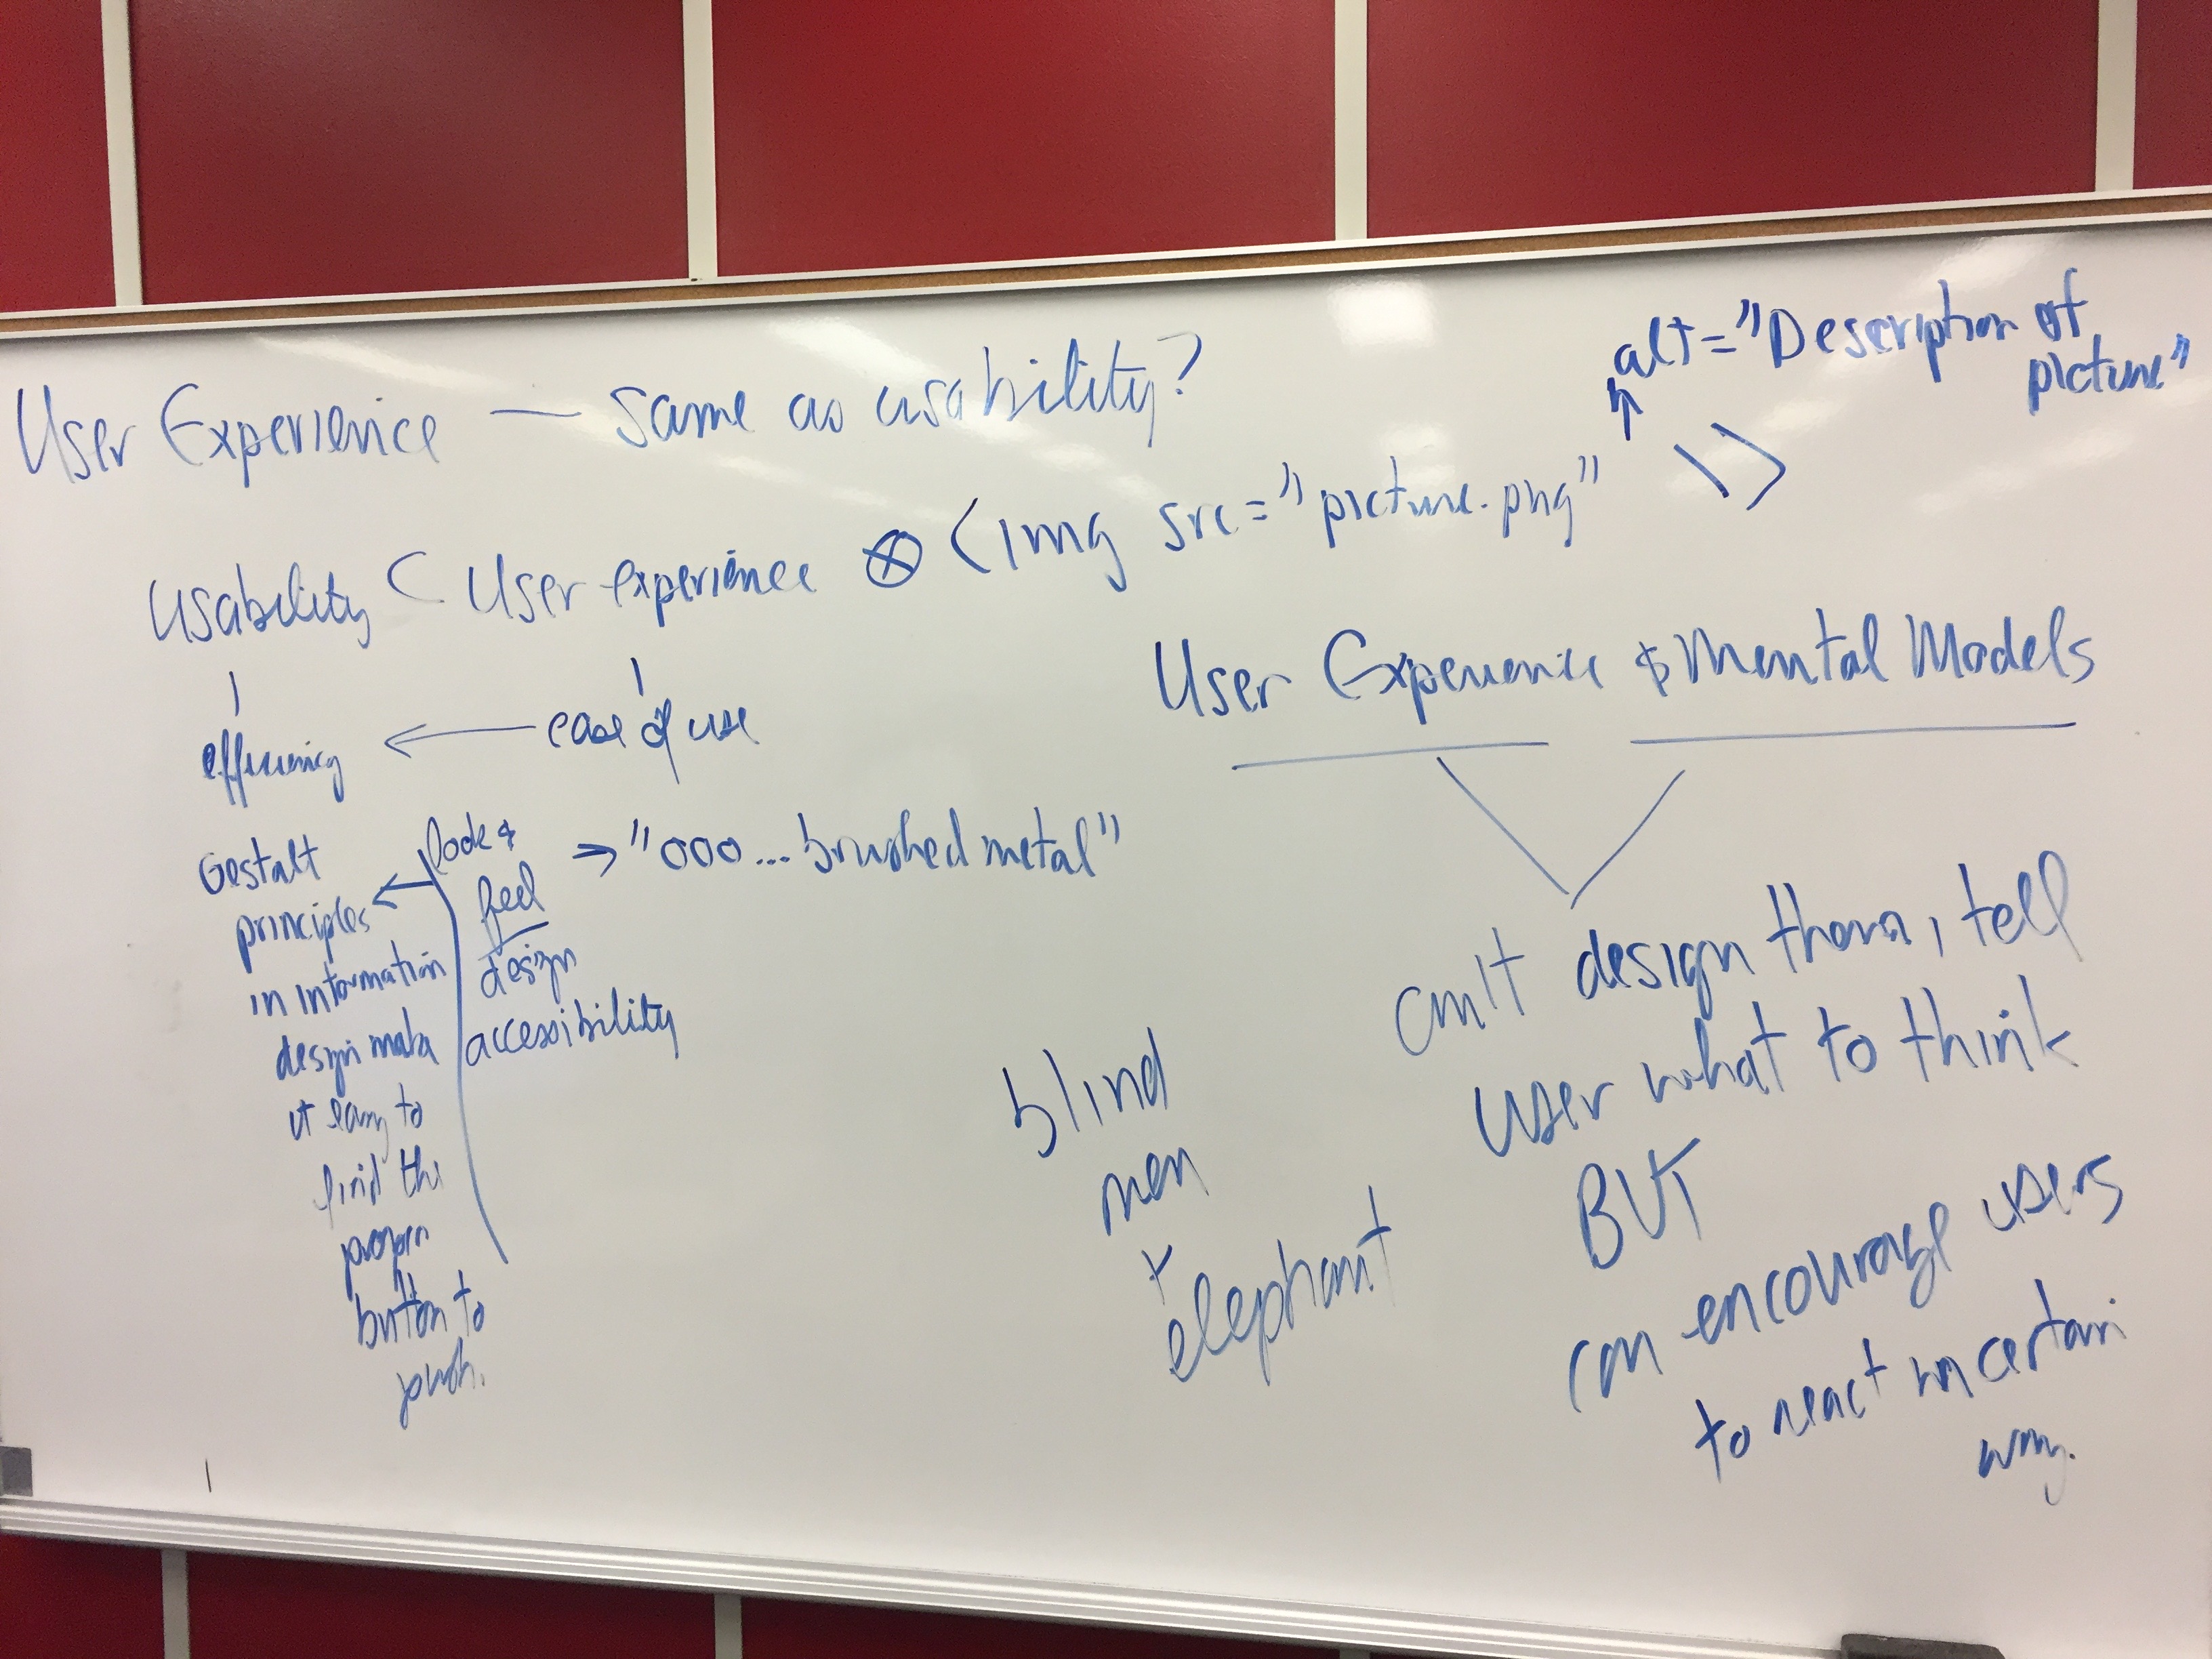 User Experience — same as usability?
alt="Description of
picture"
<img src="picture.png" \>
usability < User experience ⊗
efficiency ← ease of use
look &
feel → "ooo... brushed metal"
design
accessibility
Gestalt
principles
in information
design make
it easy to
find the
proper
button to
push.
User Experience & Mental Models
can't design them, tell
user what to think
BUT
can encourage users
to react in certain
way.
blind
men
+
elephant